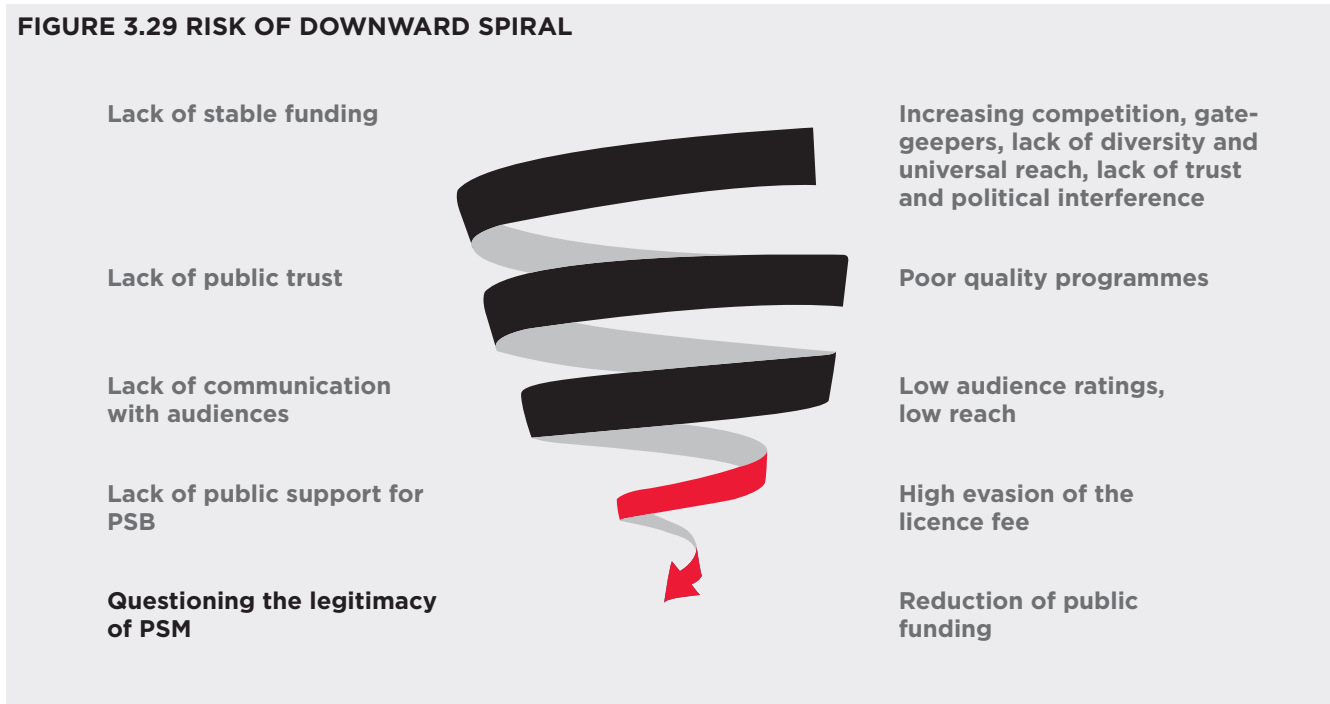 FIGURE 3.29 RISK OF DOWNWARD SPIRAL
Lack of stable funding
Increasing competition, gate-
geepers, lack of diversity and
universal reach, lack of trust
and political interference
Lack of public trust
Poor quality programmes
Lack of communication
with audiences
Low audience ratings,
low reach
Lack of public support for
PSB
High evasion of the
licence fee
Questioning the legitimacy
of PSM
Reduction of public
funding